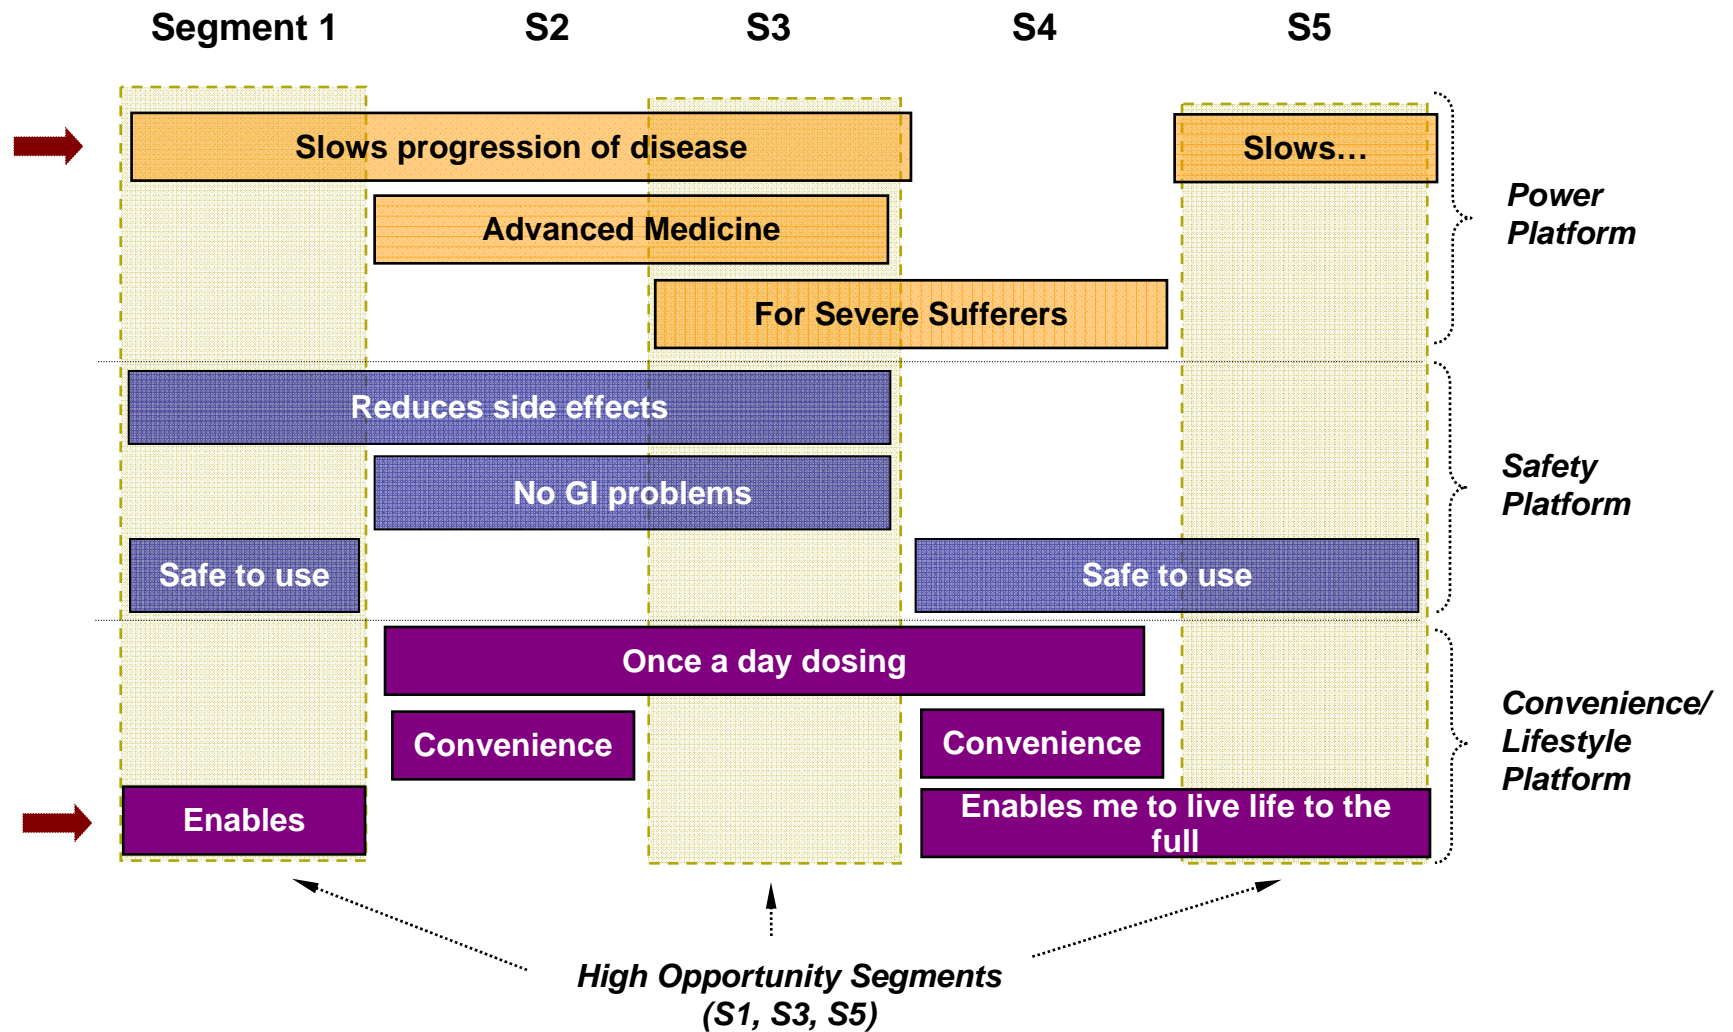 Segment 1 S2 S3 S4 S5
Slows progression of disease
Slows…
Advanced Medicine
For Severe Sufferers
Power
Platform
Reduces side effects
No GI problems
Safe to use
Safe to use
Safety
Platform
Once a day dosing
Convenience
Convenience
Enables
Enables me to live life to the
full
Convenience/
Lifestyle
Platform
High Opportunity Segments
(S1, S3, S5)